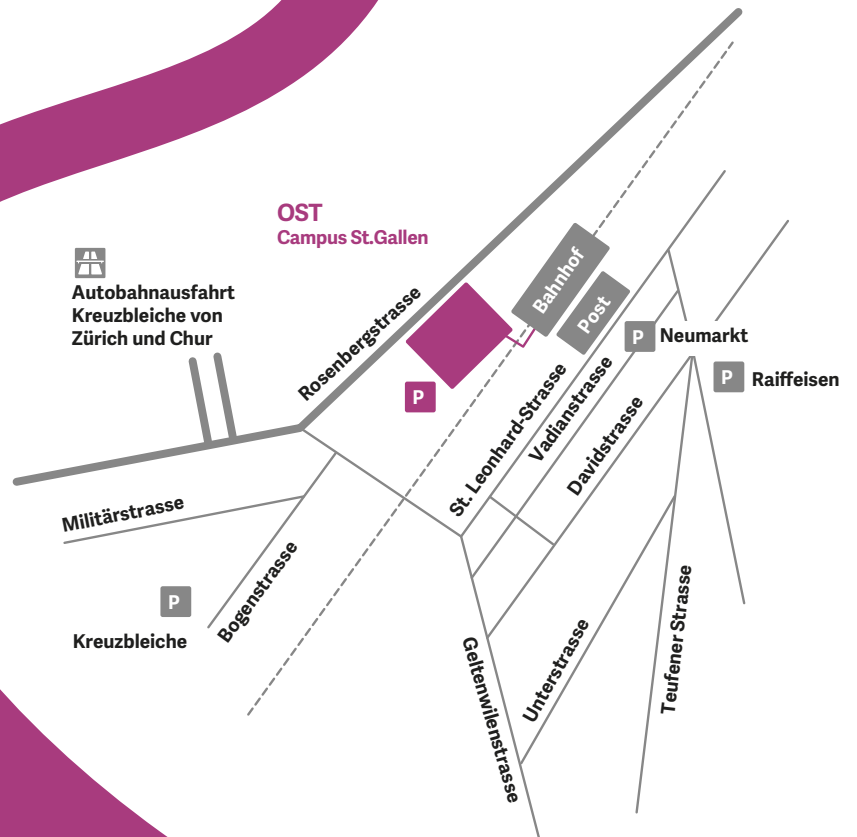 OST
Campus St.Gallen
Autobahnausfahrt
Kreuzbleiche von
Zürich und Chur
Rosenbergstrasse
Bahnhof
Post
P
Neumarkt
P
Raiffeisen
P
St. Leonhard-Strasse
Vadianstrasse
Davidstrasse
Militärstrasse
Bogenstrasse
P
Kreuzbleiche
Geltenwilenstrasse
Unterstrasse
Teufener Strasse